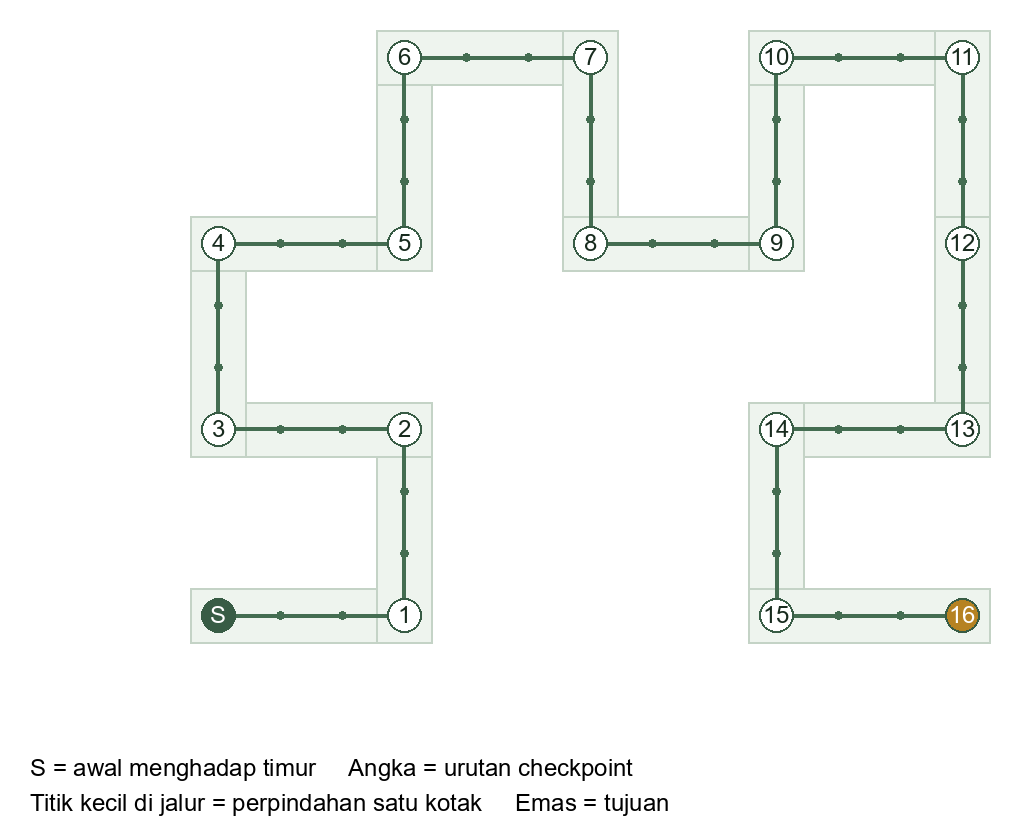 6 7 10 11
4 5 8 9 12
3 2 14 13
S 1 15 16
S = awal menghadap timur Angka = urutan checkpoint
Titik kecil di jalur = perpindahan satu kotak Emas = tujuan